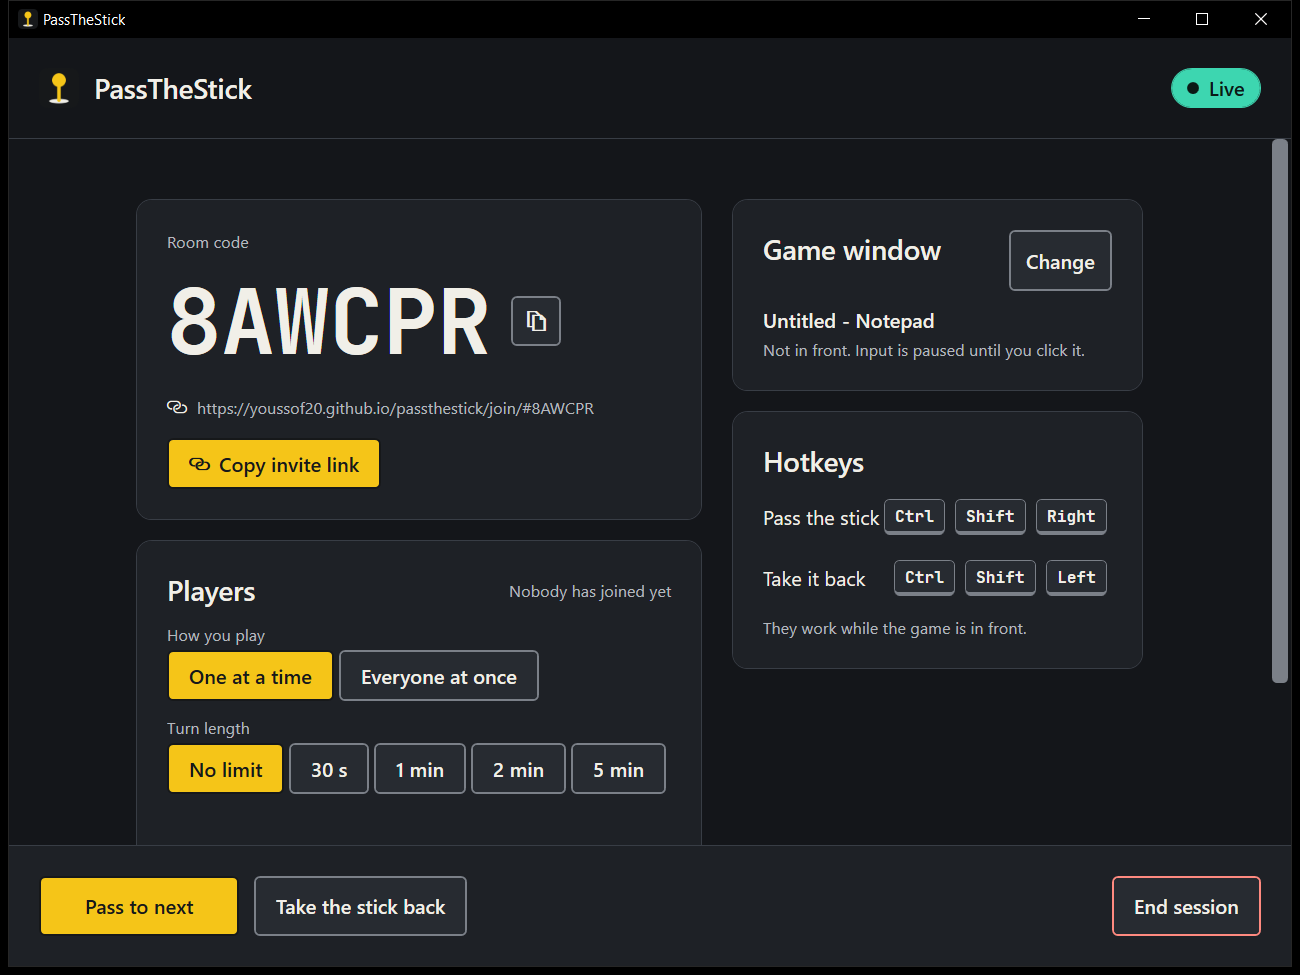 PassTheStick
PassTheStick
Live
Room code
8AWCPR
https://youssof20.github.io/passthestick/join/#8AWCPR
Copy invite link
Players
Nobody has joined yet
How you play
One at a time
Everyone at once
Turn length
No limit
30 s
1 min
2 min
5 min
Game window
Change
Untitled - Notepad
Not in front. Input is paused until you click it.
Hotkeys
Pass the stick Ctrl Shift Right
Take it back Ctrl Shift Left
They work while the game is in front.
Pass to next
Take the stick back
End session